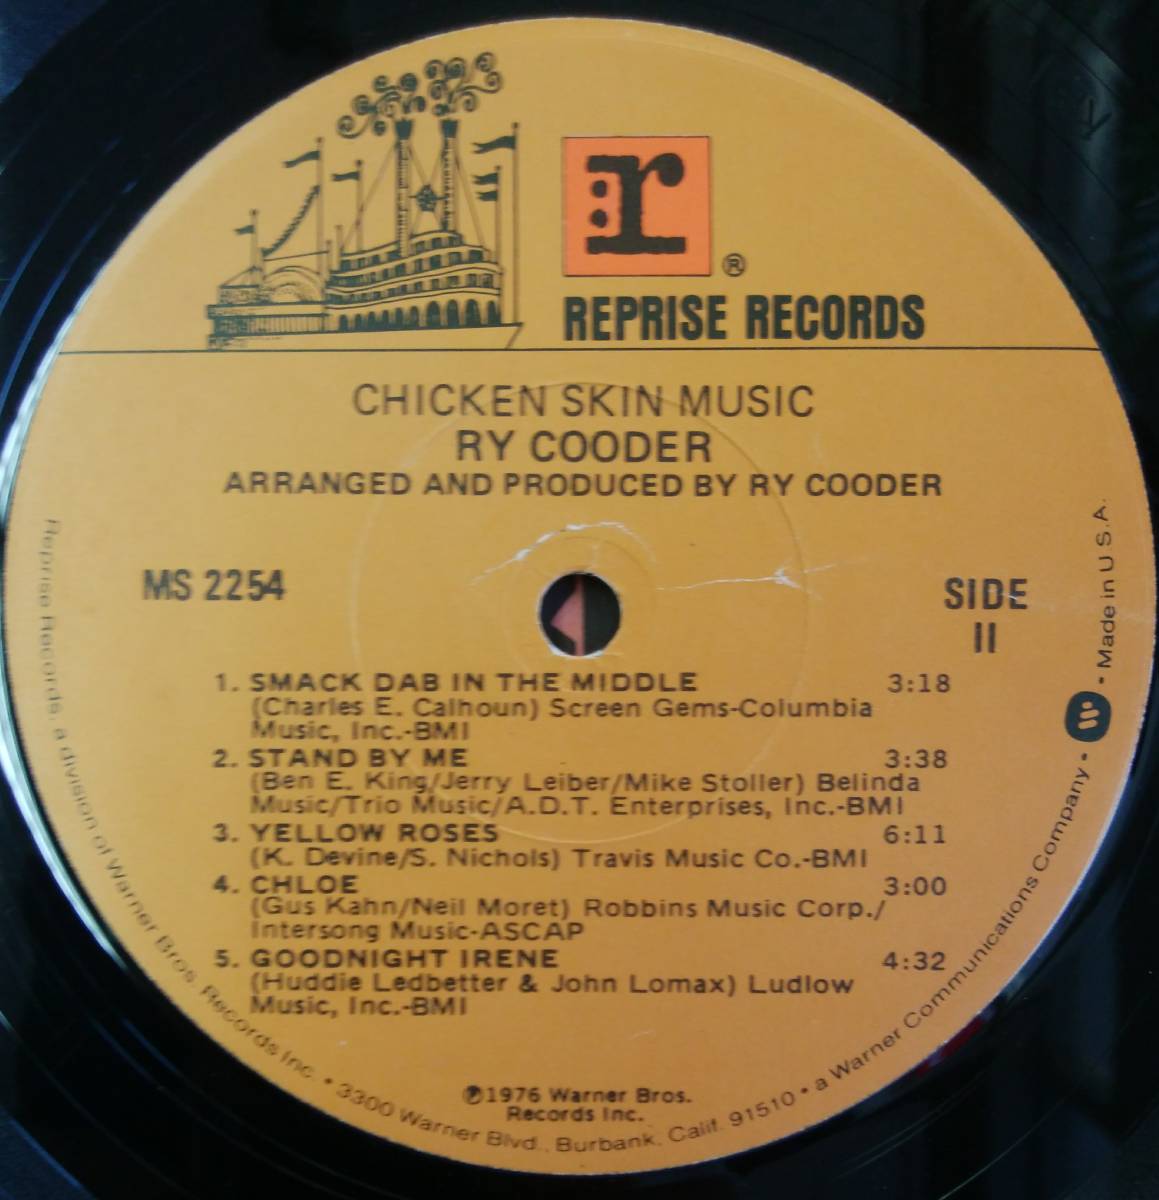 r
®
REPRISE RECORDS
CHICKEN SKIN MUSIC
RY COODER
ARRANGED AND PRODUCED BY RY COODER
MS 2254
SIDE
II
1. SMACK DAB IN THE MIDDLE 3:18
(Charles E. Calhoun) Screen Gems-Columbia
Music, Inc.-BMI
2. STAND BY ME 3:38
(Ben E. King/Jerry Leiber/Mike Stoller) Belinda
Music/Trio Music/A.D.T. Enterprises, Inc.-BMI
3. YELLOW ROSES 6:11
(K. Devine/S. Nichols) Travis Music Co.-BMI
4. CHLOE 3:00
(Gus Kahn/Neil Moret) Robbins Music Corp./
Intersong Music-ASCAP
5. GOODNIGHT IRENE 4:32
(Huddie Ledbetter & John Lomax) Ludlow
Music, Inc.-BMI
℗1976 Warner Bros.
Records Inc.
Reprise Records, a division of Warner Bros. Records Inc. • 3300 Warner Blvd., Burbank, Calif. 91510 • a Warner Communications Company • W • Made in U.S.A.